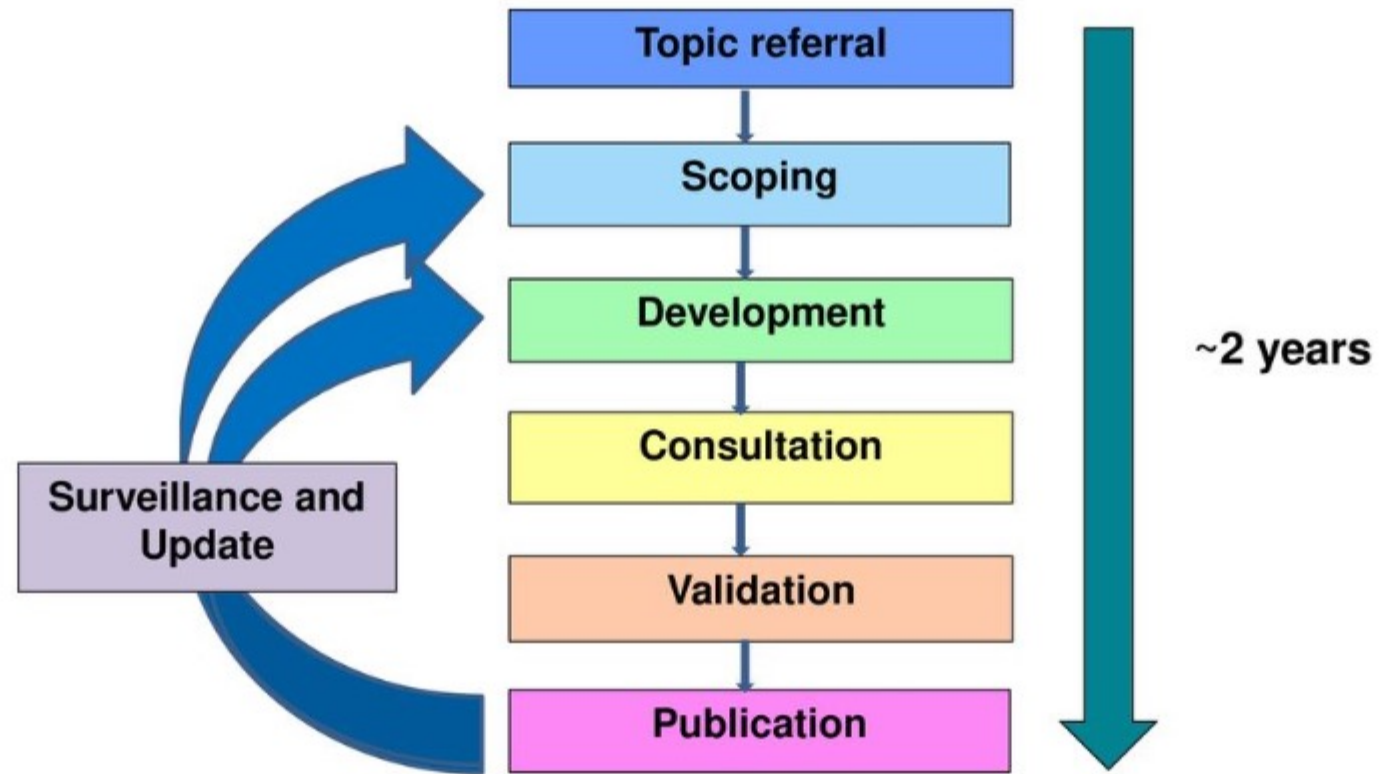 Topic referral
Scoping
Development
Consultation
Validation
Publication
Surveillance and
Update
~2 years